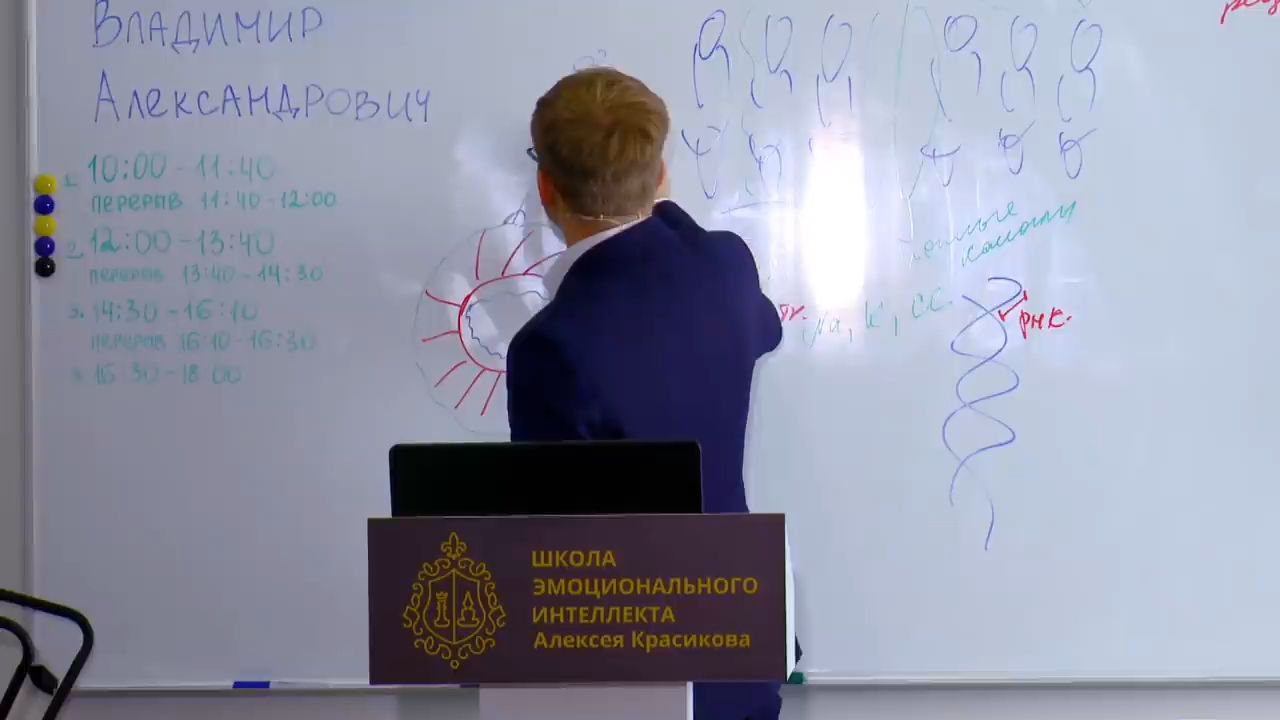 Владимир
Александрович
1. 10:00 - 11:40
перерыв 11:40 - 12:00
2. 12:00 - 13:40
перерыв 13:40 - 14:30
3. 14:30 - 16:10
перерыв 16:10 - 16:30
16:30 - 18:00
Na, K, Cl.
РНК.
ШКОЛА
ЭМОЦИОНАЛЬНОГО
ИНТЕЛЛЕКТА
Алексея Красикова